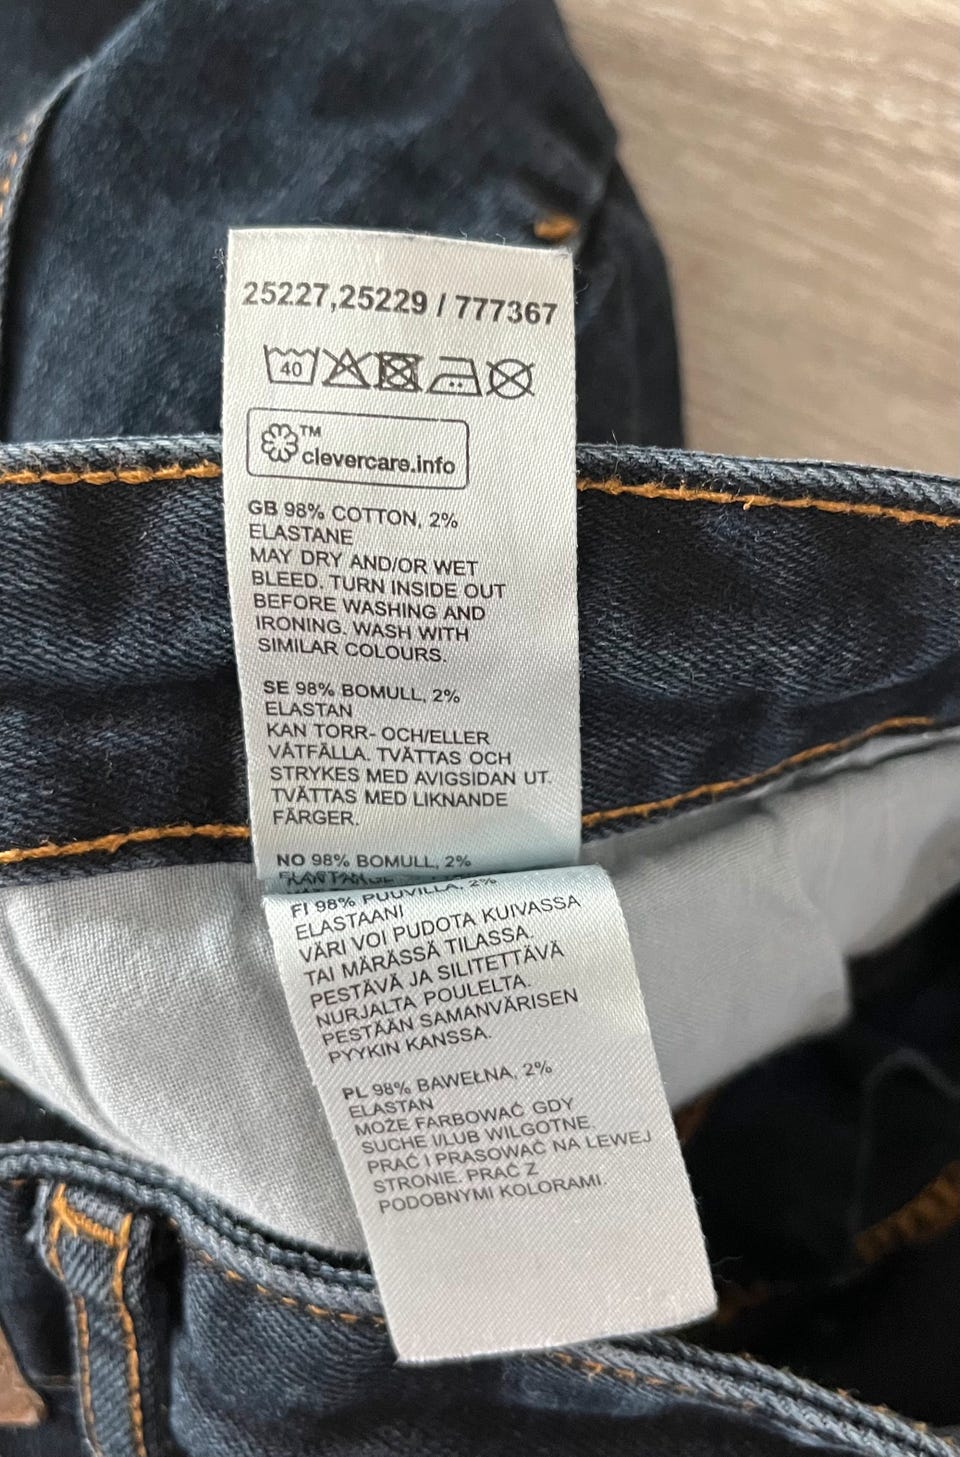 25227,25229 / 777367
40
TM
clevercare.info
GB 98% COTTON, 2%
ELASTANE
MAY DRY AND/OR WET
BLEED. TURN INSIDE OUT
BEFORE WASHING AND
IRONING. WASH WITH
SIMILAR COLOURS.
SE 98% BOMULL, 2%
ELASTAN
KAN TORR- OCH/ELLER
VÅTFÄLLA. TVÄTTAS OCH
STRYKES MED AVIGSIDAN UT.
TVÄTTAS MED LIKNANDE
FÄRGER.
NO 98% BOMULL, 2%
FI 98% PUUVILLA, 2%
ELASTAANI
VÄRI VOI PUDOTA KUIVASSA
TAI MÄRÄSSÄ TILASSA.
PESTÄVÄ JA SILITETTÄVÄ
NURJALTA POULELTA.
PESTÄÄN SAMANVÄRISEN
PYYKIN KANSSA.
PL 98% BAWEŁNA, 2%
ELASTAN
MOŻE FARBOWAĆ GDY
SUCHE I/LUB WILGOTNE.
PRAĆ I PRASOWAĆ NA LEWEJ
STRONIE. PRAĆ Z
PODOBNYMI KOLORAMI.